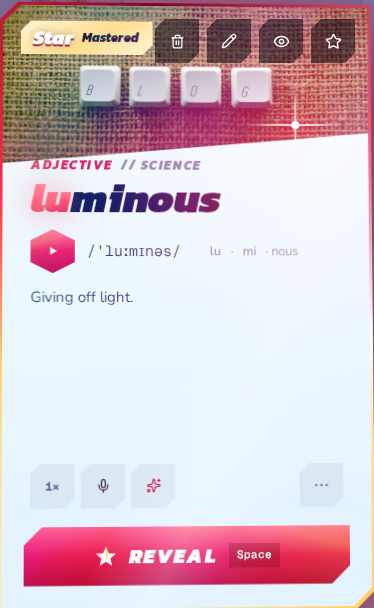 Star Mastered
B L O G
ADJECTIVE // SCIENCE
luminous
/ˈluːmɪnəs/ lu · mi · nous
Giving off light.
1×
REVEAL Space